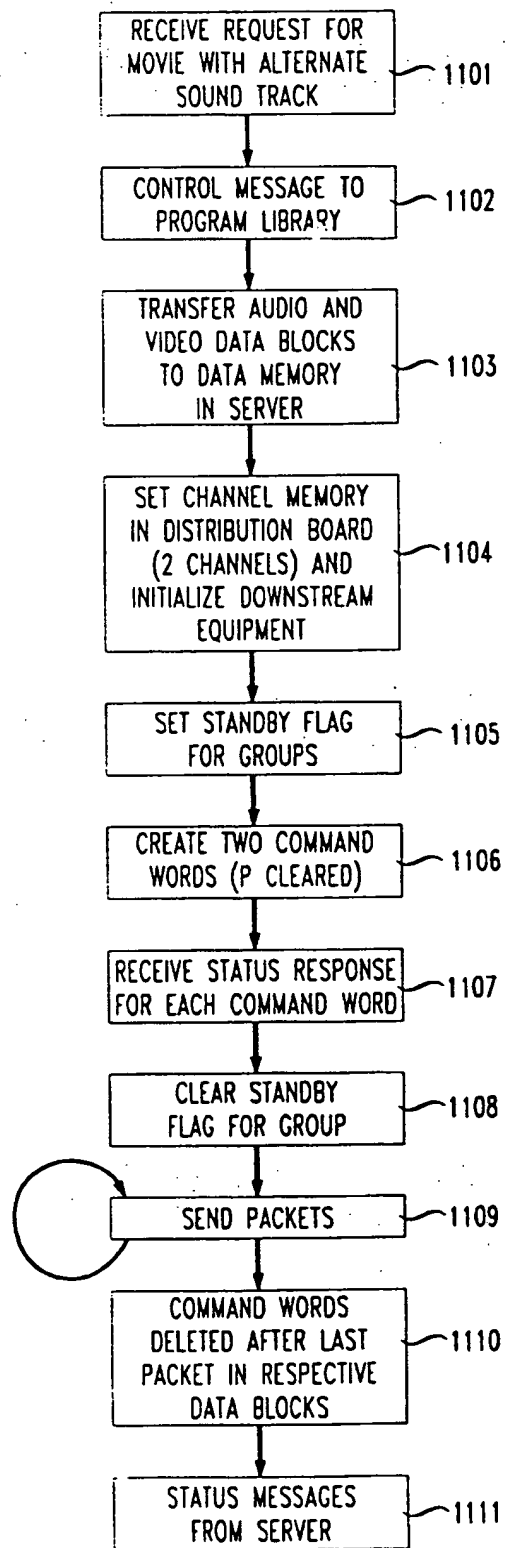 RECEIVE REQUEST FOR
MOVIE WITH ALTERNATE
SOUND TRACK
1101
CONTROL MESSAGE TO
PROGRAM LIBRARY
1102
TRANSFER AUDIO AND
VIDEO DATA BLOCKS
TO DATA MEMORY
IN SERVER
1103
SET CHANNEL MEMORY
IN DISTRIBUTION BOARD
(2 CHANNELS) AND
INITIALIZE DOWNSTREAM
EQUIPMENT
1104
SET STANDBY FLAG
FOR GROUPS
1105
CREATE TWO COMMAND
WORDS (P CLEARED)
1106
RECEIVE STATUS RESPONSE
FOR EACH COMMAND WORD
1107
CLEAR STANDBY
FLAG FOR GROUP
1108
SEND PACKETS
1109
COMMAND WORDS
DELETED AFTER LAST
PACKET IN RESPECTIVE
DATA BLOCKS
1110
STATUS MESSAGES
FROM SERVER
1111